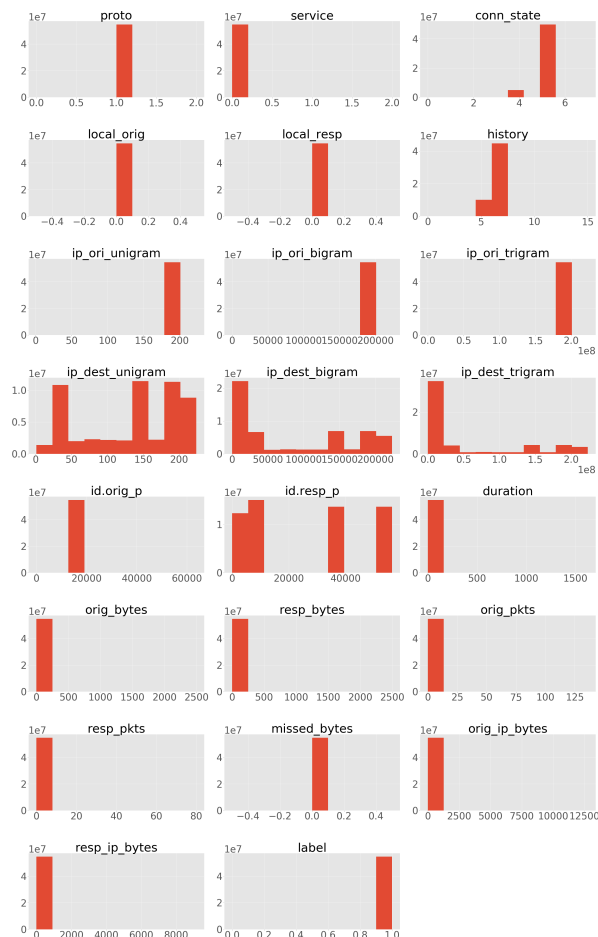 proto service conn_state
1e7 1e7 1e7
4 4 4
2 2 2
0 0 0
0.0 0.5 1.0 1.5 2.0 0.0 0.5 1.0 1.5 2.0 0 2 4 6
local_orig local_resp history
1e7 1e7 1e7
4 4 4
2 2 2
0 0 0
−0.4 −0.2 0.0 0.2 0.4 −0.4 −0.2 0.0 0.2 0.4 0 5 10 15
ip_ori_unigram ip_ori_bigram ip_ori_trigram
1e7 1e7 1e7
4 4 4
2 2 2
0 0 0
0 50 100 150 200 0 50000 100000 150000 200000 0.0 0.5 1.0 1.5 2.0
1e8
ip_dest_unigram ip_dest_bigram ip_dest_trigram
1e7 1e7 1e7
1.0 2 2
0.5 1
0.0 0 0
0 50 100 150 200 0 50000 100000 150000 200000 0.0 0.5 1.0 1.5 2.0
1e8
id.orig_p id.resp_p duration
1e7 1e7 1e7
4 1 4
2 2
0 0 0
0 20000 40000 60000 0 20000 40000 0 500 1000 1500
orig_bytes resp_bytes orig_pkts
1e7 1e7 1e7
4 4 4
2 2 2
0 0 0
0 500 1000 1500 2000 2500 0 500 1000 1500 2000 2500 0 25 50 75 100 125
resp_pkts missed_bytes orig_ip_bytes
1e7 1e7 1e7
4 4 4
2 2 2
0 0 0
0 20 40 60 80 −0.4 −0.2 0.0 0.2 0.4 0 2500 5000 7500 10000
resp_ip_bytes label
1e7 1e7
4 4
2 2
0 0
0 2000 4000 6000 8000 0.0 0.2 0.4 0.6 0.8 1.0